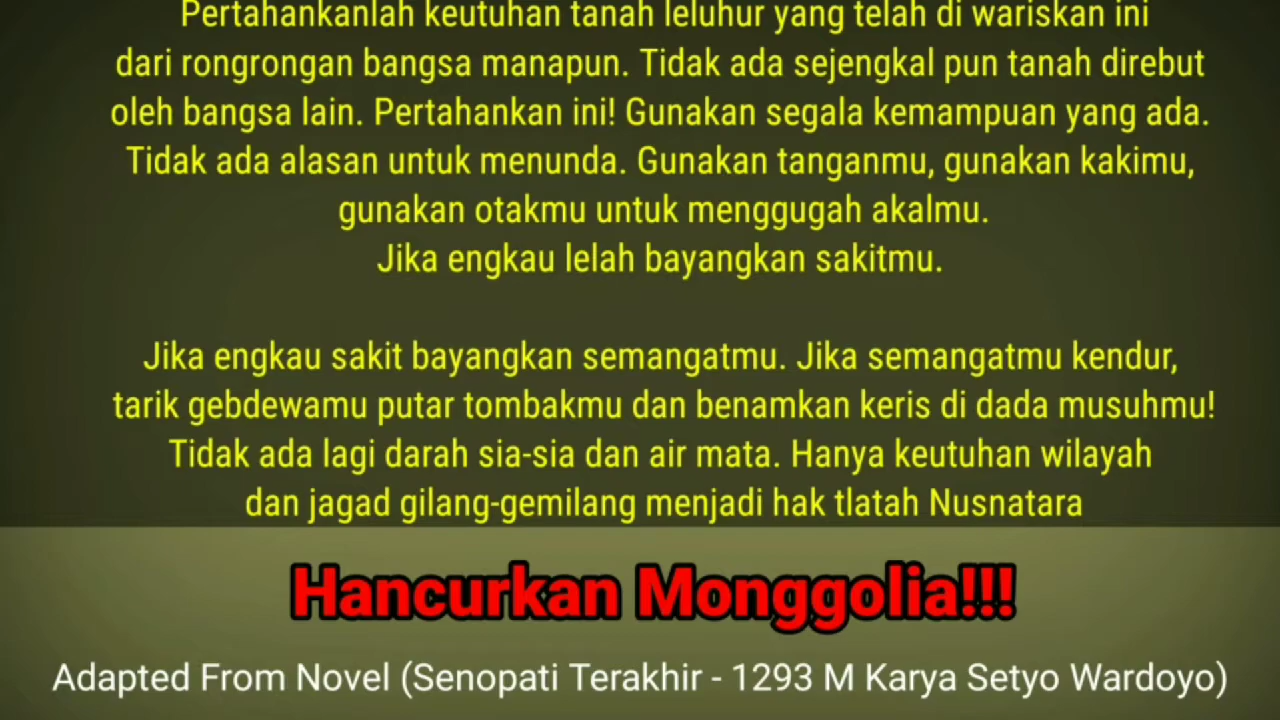 Pertahankanlah keutuhan tanah leluhur yang telah di wariskan ini
dari rongrongan bangsa manapun. Tidak ada sejengkal pun tanah direbut
oleh bangsa lain. Pertahankan ini! Gunakan segala kemampuan yang ada.
Tidak ada alasan untuk menunda. Gunakan tanganmu, gunakan kakimu,
gunakan otakmu untuk menggugah akalmu.
Jika engkau lelah bayangkan sakitmu.
Jika engkau sakit bayangkan semangatmu. Jika semangatmu kendur,
tarik gebdewamu putar tombakmu dan benamkan keris di dada musuhmu!
Tidak ada lagi darah sia-sia dan air mata. Hanya keutuhan wilayah
dan jagad gilang-gemilang menjadi hak tlatah Nusnatara
Hancurkan Monggolia!!!
Adapted From Novel (Senopati Terakhir - 1293 M Karya Setyo Wardoyo)